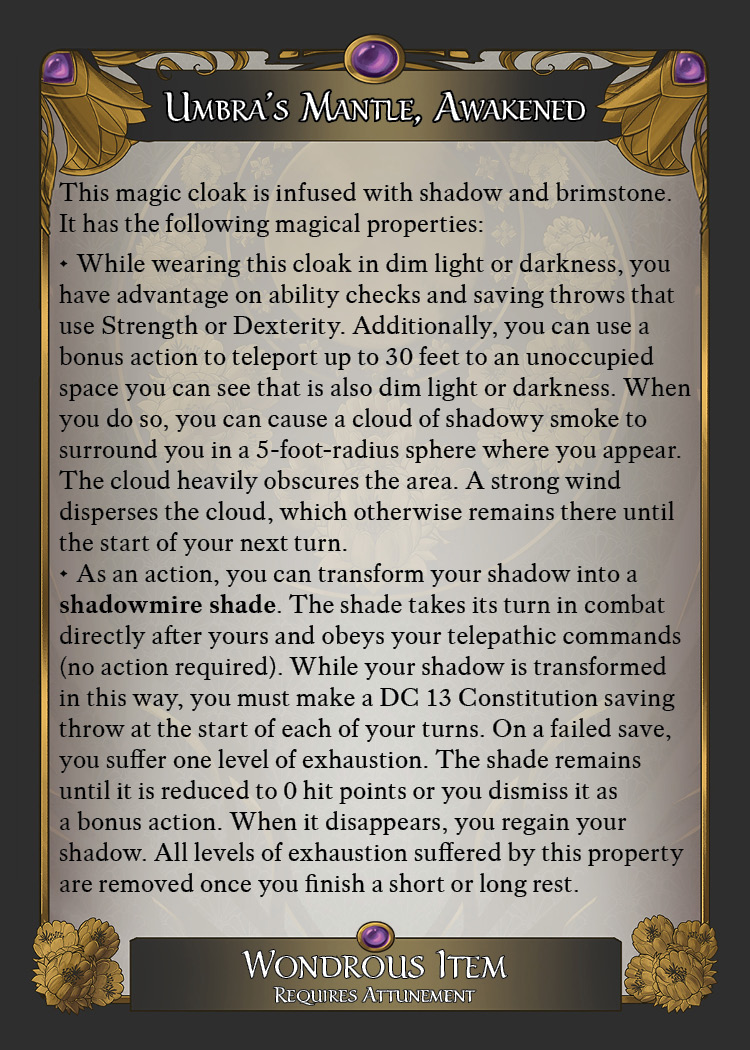 Umbra's Mantle, Awakened
This magic cloak is infused with shadow and brimstone.
It has the following magical properties:
• While wearing this cloak in dim light or darkness, you
have advantage on ability checks and saving throws that
use Strength or Dexterity. Additionally, you can use a
bonus action to teleport up to 30 feet to an unoccupied
space you can see that is also dim light or darkness. When
you do so, you can cause a cloud of shadowy smoke to
surround you in a 5-foot-radius sphere where you appear.
The cloud heavily obscures the area. A strong wind
disperses the cloud, which otherwise remains there until
the start of your next turn.
• As an action, you can transform your shadow into a
shadowmire shade. The shade takes its turn in combat
directly after yours and obeys your telepathic commands
(no action required). While your shadow is transformed
in this way, you must make a DC 13 Constitution saving
throw at the start of each of your turns. On a failed save,
you suffer one level of exhaustion. The shade remains
until it is reduced to 0 hit points or you dismiss it as
a bonus action. When it disappears, you regain your
shadow. All levels of exhaustion suffered by this property
are removed once you finish a short or long rest.
Wondrous Item
Requires Attunement